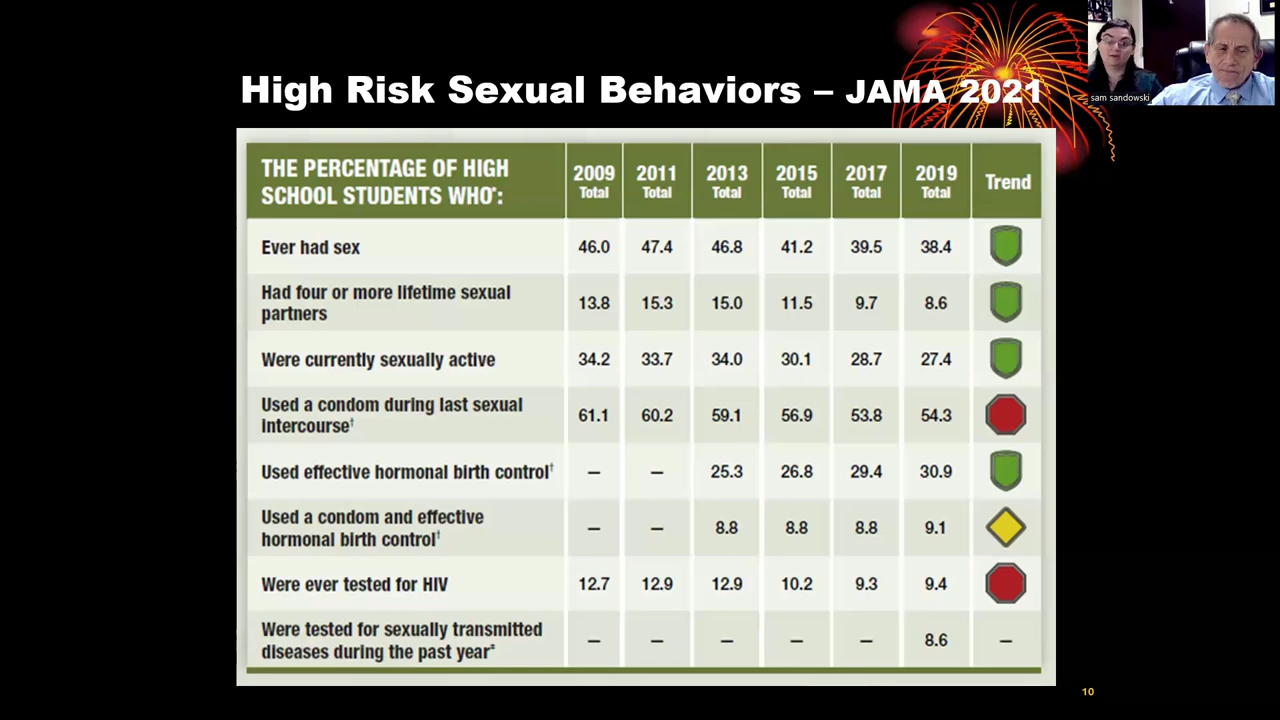 High Risk Sexual Behaviors – JAMA 2021
sam sandowski
THE PERCENTAGE OF HIGH
SCHOOL STUDENTS WHO*:
2009 Total 2011 Total 2013 Total 2015 Total 2017 Total 2019 Total Trend
Ever had sex 46.0 47.4 46.8 41.2 39.5 38.4
Had four or more lifetime sexual
partners 13.8 15.3 15.0 11.5 9.7 8.6
Were currently sexually active 34.2 33.7 34.0 30.1 28.7 27.4
Used a condom during last sexual
intercourse† 61.1 60.2 59.1 56.9 53.8 54.3
Used effective hormonal birth control† – – 25.3 26.8 29.4 30.9
Used a condom and effective
hormonal birth control† – – 8.8 8.8 8.8 9.1
Were ever tested for HIV 12.7 12.9 12.9 10.2 9.3 9.4
Were tested for sexually transmitted
diseases during the past year‡ – – – – – 8.6 –
10